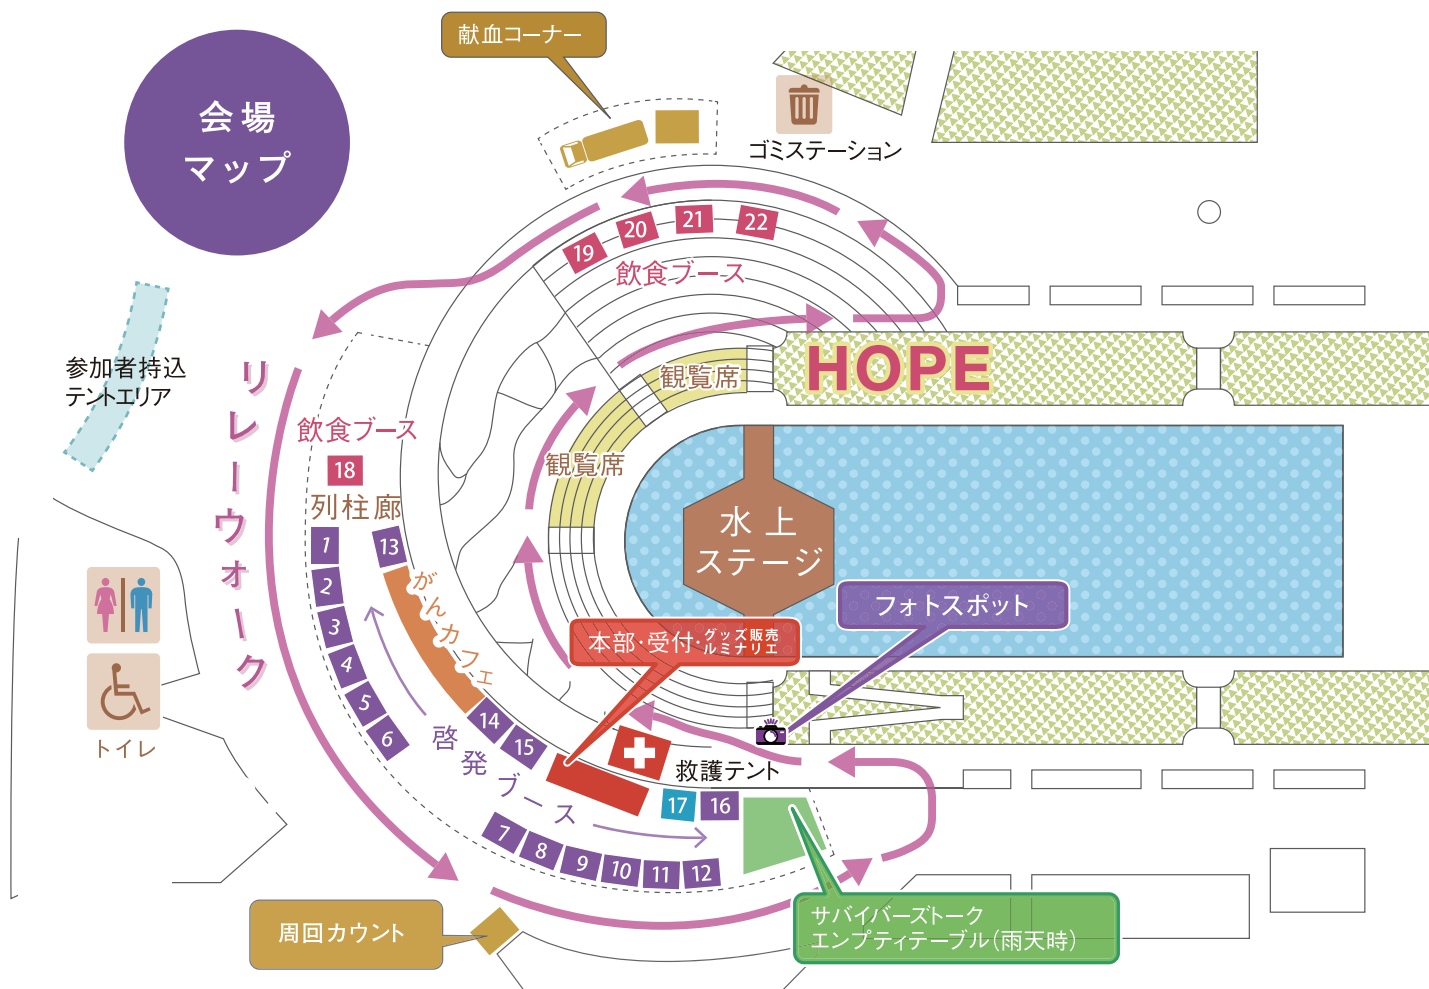 会場
マップ
献血コーナー
ゴミステーション
19
20
21
22
飲食ブース
参加者持込
テントエリア
リレーウォーク
HOPE
観覧席
観覧席
飲食ブース
18
列柱廊
水上
ステージ
1
2
3
4
5
6
13
がんカフェ
14
15
啓発ブース
フォトスポット
本部・受付・グッズ販売
ルミナリエ
トイレ
救護テント
17
16
7
8
9
10
11
12
周回カウント
サバイバーズトーク
エンプティテーブル(雨天時)